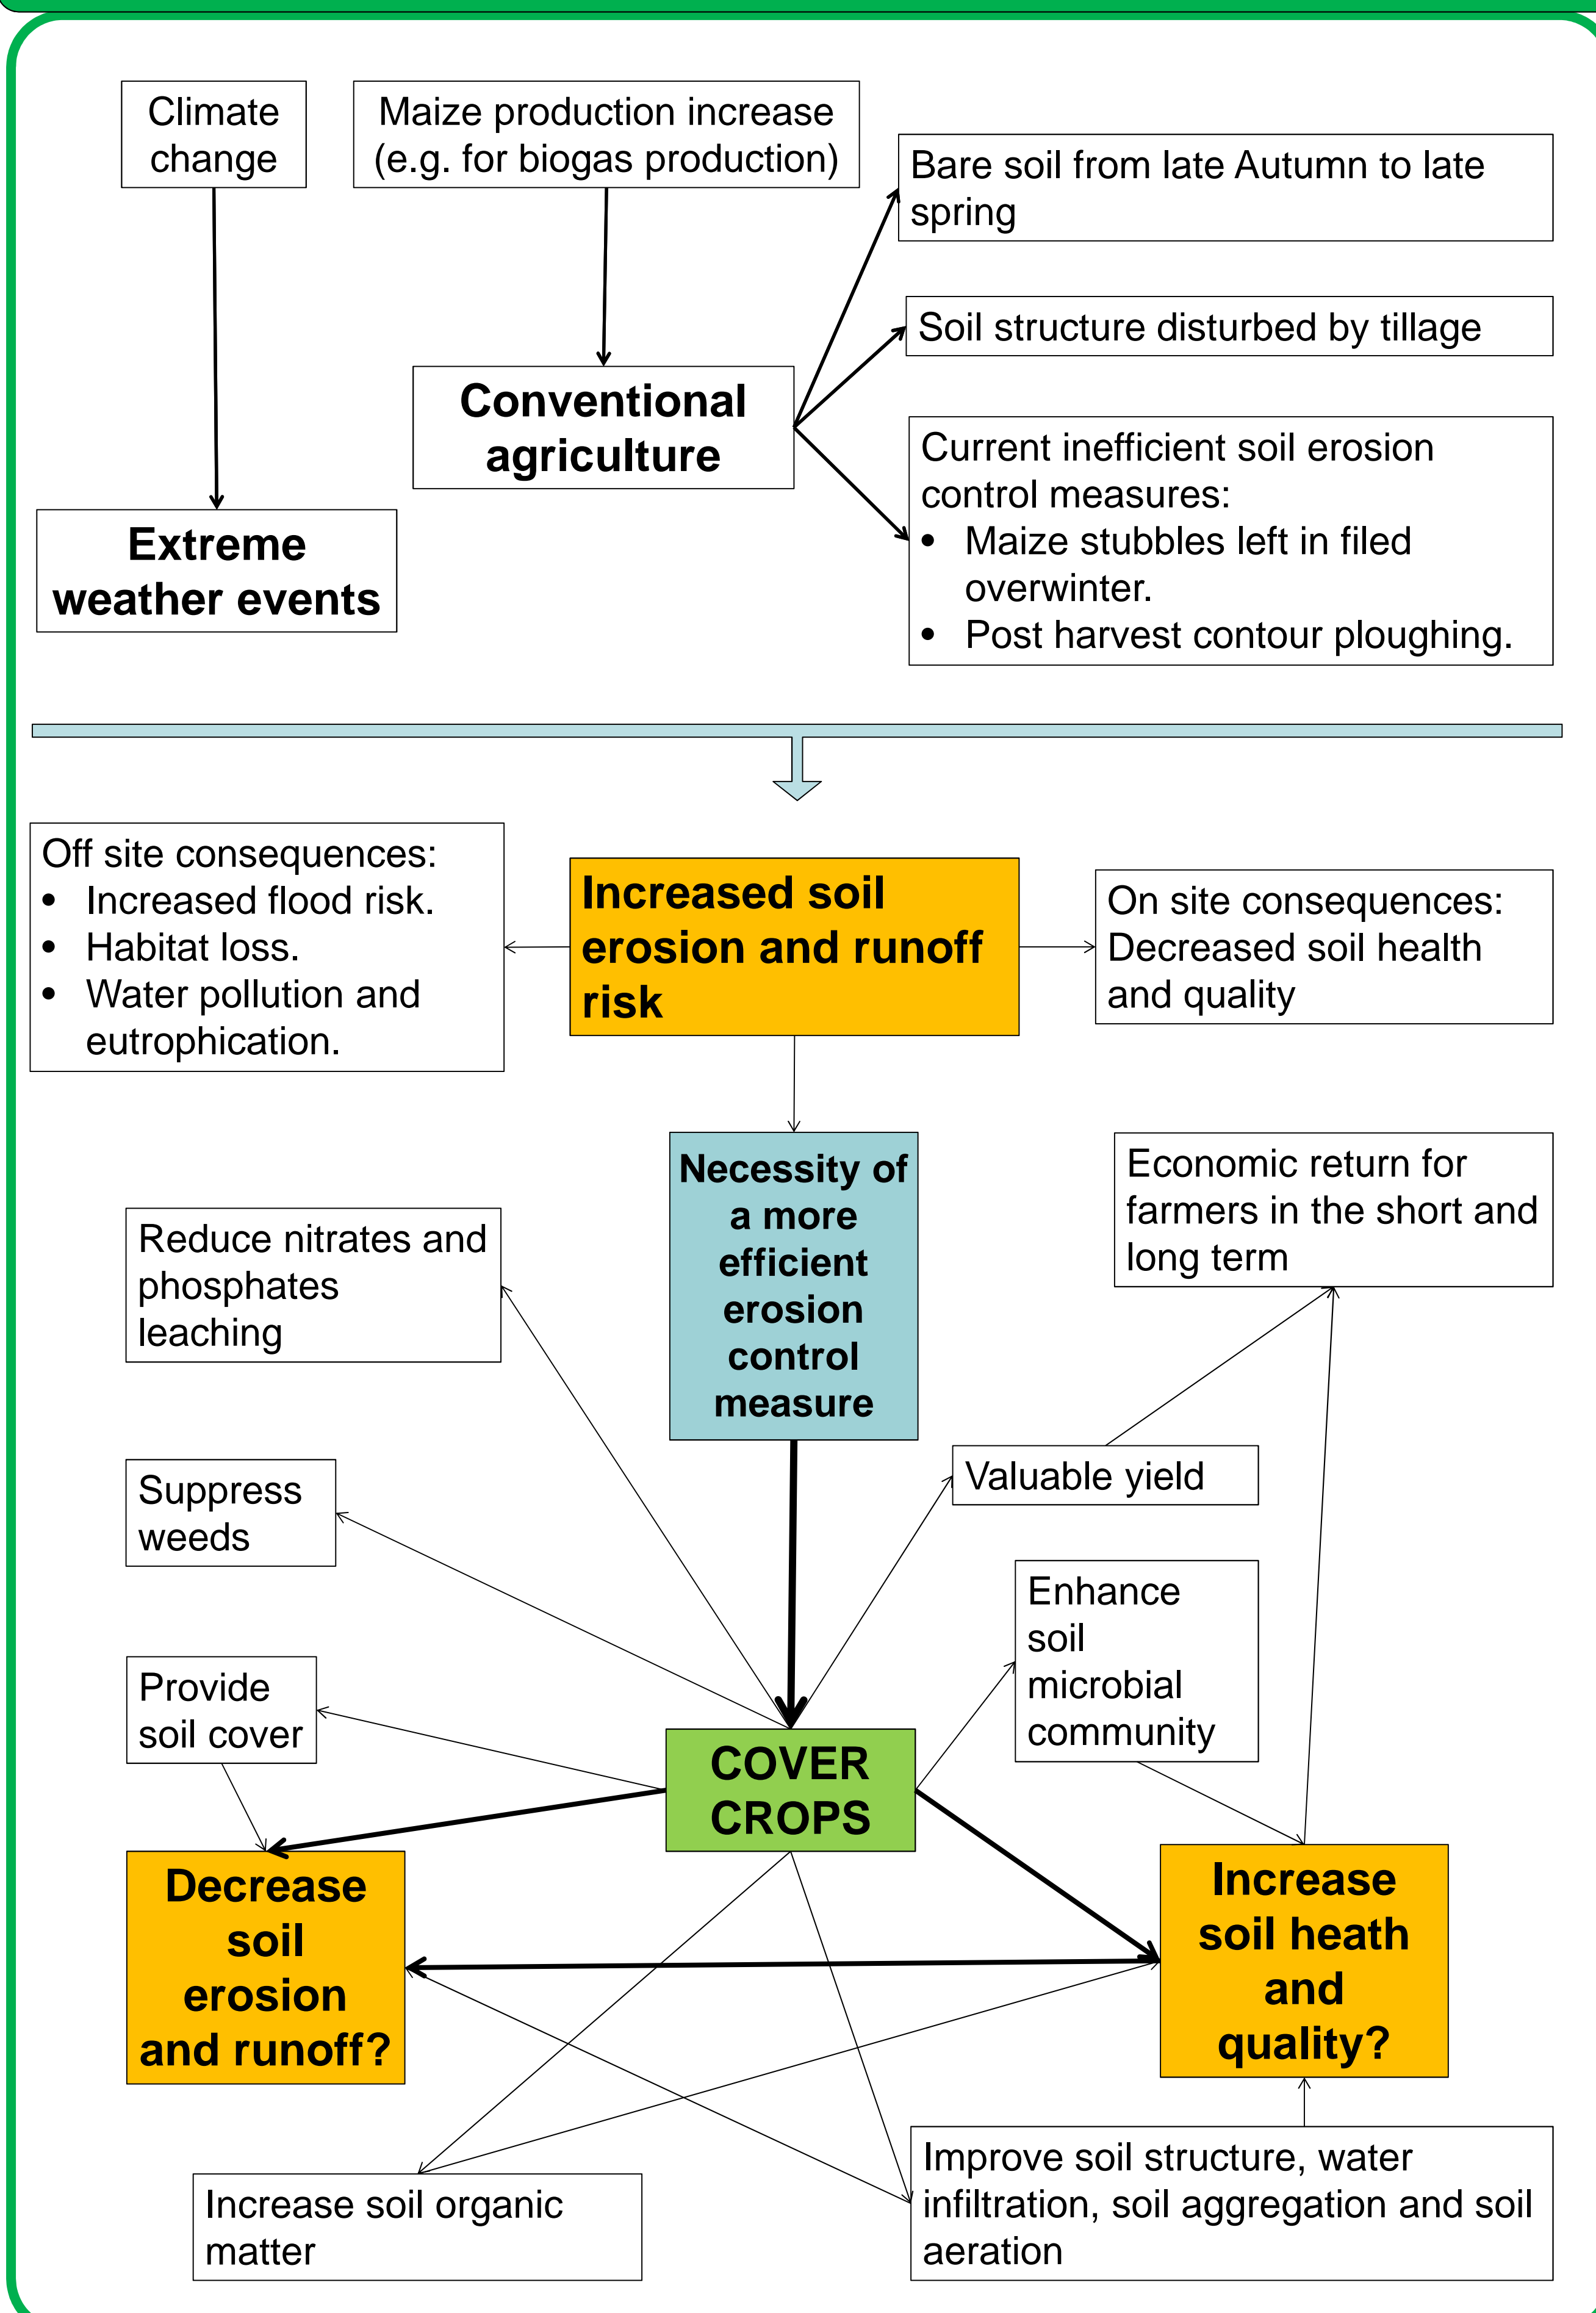 Climate
change
Maize production increase
(e.g. for biogas production)
Bare soil from late Autumn to late
spring
Soil structure disturbed by tillage
Conventional
agriculture
Current inefficient soil erosion
control measures:
• Maize stubbles left in filed
overwinter.
• Post harvest contour ploughing.
Extreme
weather events
Off site consequences:
• Increased flood risk.
• Habitat loss.
• Water pollution and
eutrophication.
Increased soil
erosion and runoff
risk
On site consequences:
Decreased soil health
and quality
Necessity of
a more
efficient
erosion
control
measure
Economic return for
farmers in the short and
long term
Reduce nitrates and
phosphates
leaching
Valuable yield
Suppress
weeds
Enhance
soil
microbial
community
Provide
soil cover
COVER
CROPS
Decrease
soil
erosion
and runoff?
Increase
soil heath
and
quality?
Increase soil organic
matter
Improve soil structure, water
infiltration, soil aggregation and soil
aeration